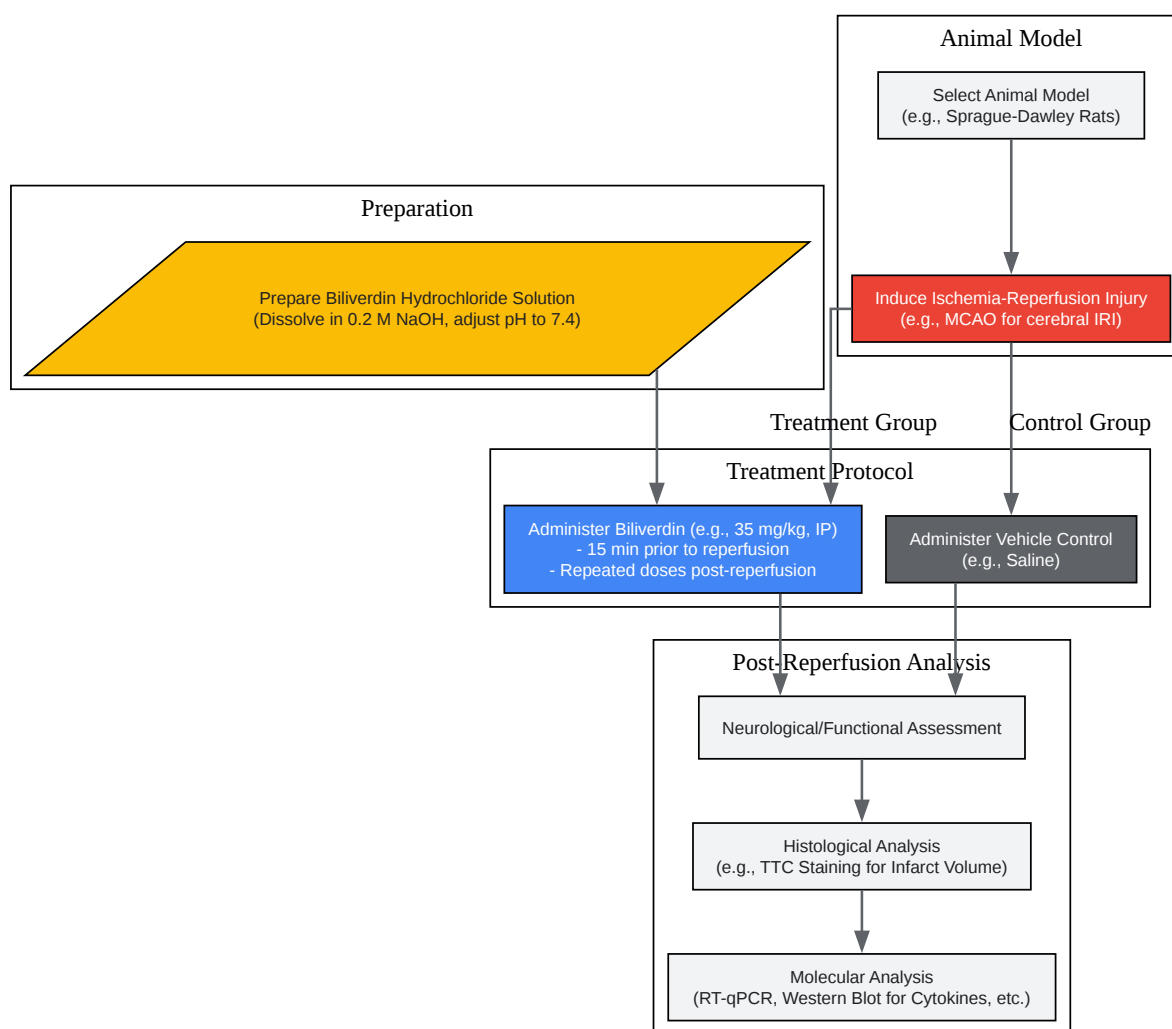 Animal Model
Select Animal Model
(e.g., Sprague-Dawley Rats)
Preparation
Prepare Biliverdin Hydrochloride Solution
(Dissolve in 0.2 M NaOH, adjust pH to 7.4)
Induce Ischemia-Reperfusion Injury
(e.g., MCAO for cerebral IRI)
Treatment Group
Control Group
Treatment Protocol
Administer Biliverdin (e.g., 35 mg/kg, IP)
- 15 min prior to reperfusion
- Repeated doses post-reperfusion
Administer Vehicle Control
(e.g., Saline)
Post-Reperfusion Analysis
Neurological/Functional Assessment
Histological Analysis
(e.g., TTC Staining for Infarct Volume)
Molecular Analysis
(RT-qPCR, Western Blot for Cytokines, etc.)